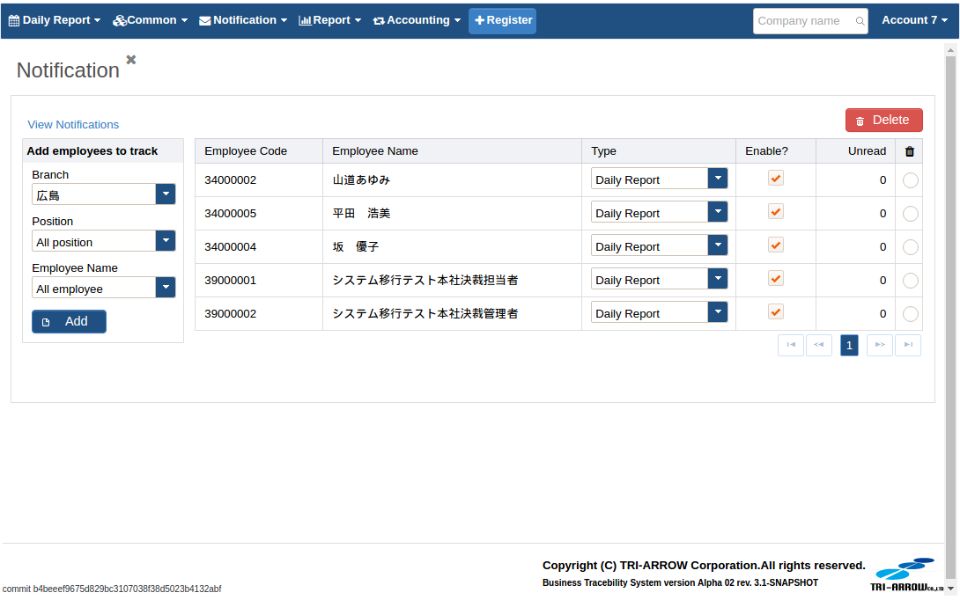 Daily Report Common Notification Report Accounting Register Company name Account 7
Notification
View Notifications Delete
Add employees to track Employee Code Employee Name Type Enable? Unread
Branch
広島
Position
All position
Employee Name
All employee
Add
34000002 山道あゆみ Daily Report 0
34000005 平田　浩美 Daily Report 0
34000004 坂　優子 Daily Report 0
39000001 システム移行テスト本社決裁担当者 Daily Report 0
39000002 システム移行テスト本社決裁管理者 Daily Report 0
1
Copyright (C) TRI-ARROW Corporation.All rights reserved.
Business Tracebility System version Alpha 02 rev. 3.1-SNAPSHOT
TRI-ARROW
commit b4beeef9675d829bc3107038f38d5023b4132abf